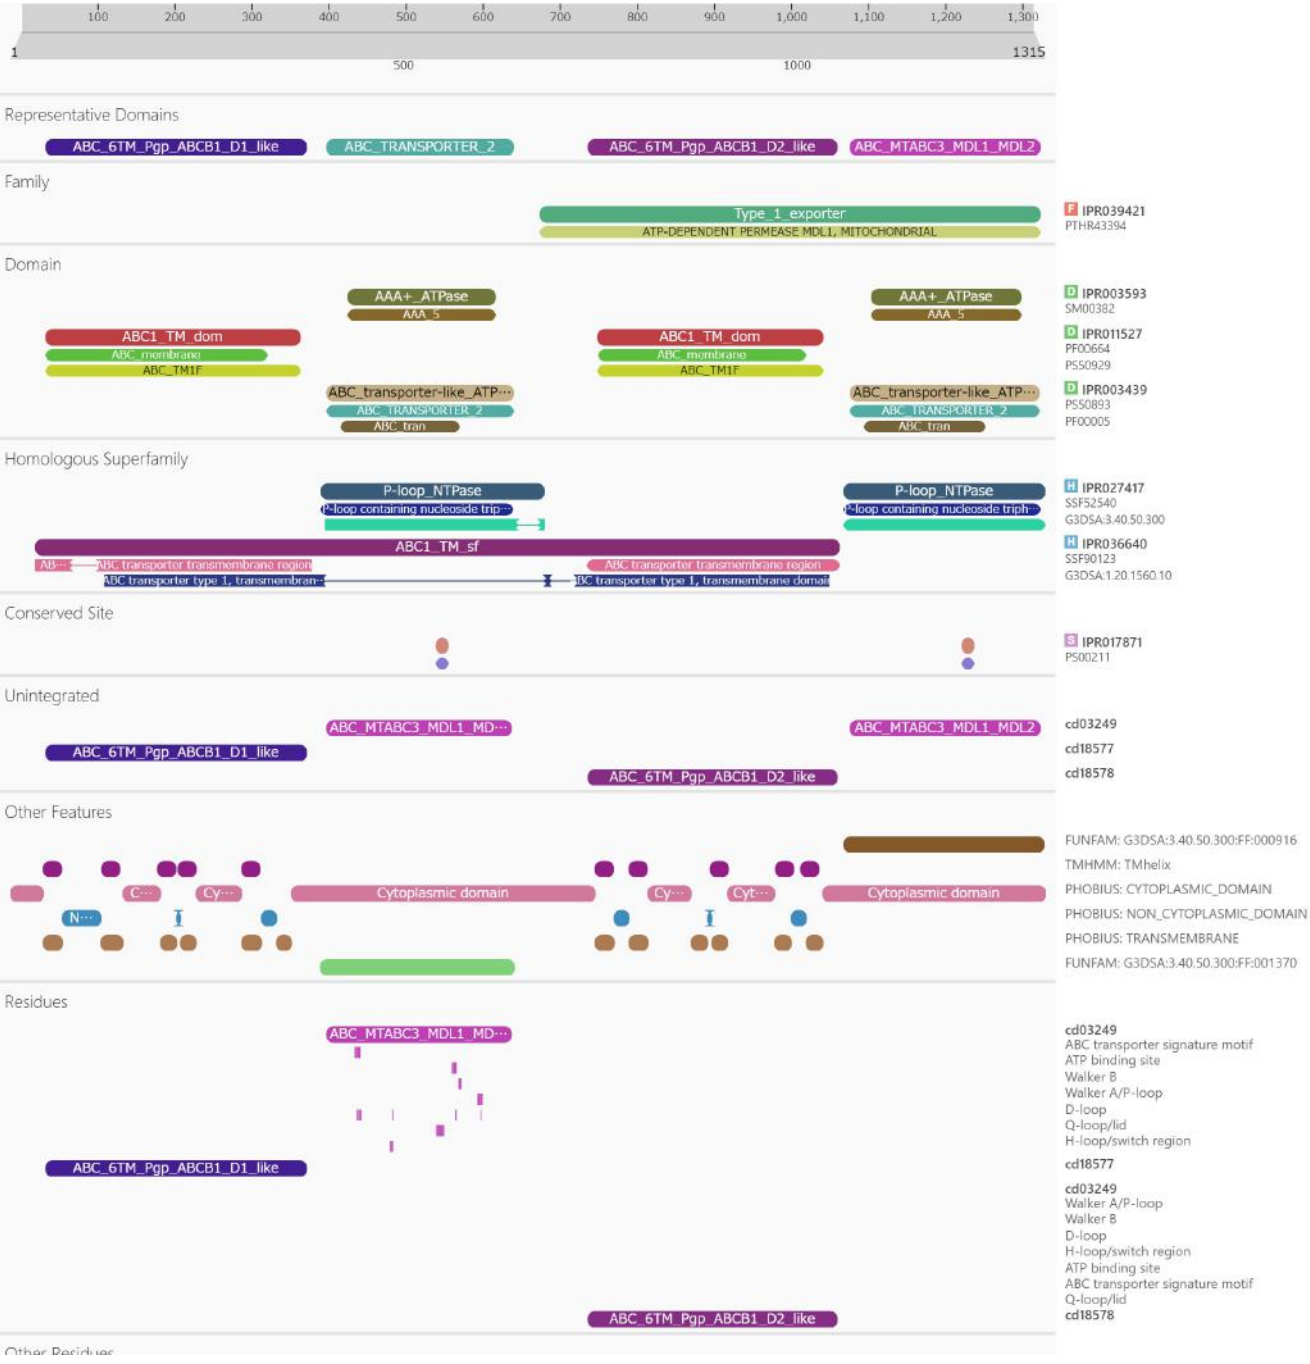 100 200 300 400 500 600 700 800 900 1,000 1,100 1,200 1,300
1 1315
500 1000
Representative Domains
ABC_6TM_Pgp_ABCB1_D1_like ABC_TRANSPORTER_2 ABC_6TM_Pgp_ABCB1_D2_like ABC_MTABC3_MDL1_MDL2
Family
Type_1_exporter F IPR039421
ATP-DEPENDENT PERMEASE MDL1, MITOCHONDRIAL PTHR43394
Domain
AAA+_ATPase AAA+_ATPase D IPR003593
AAA_5 AAA_5 SM00382
ABC1_TM_dom ABC1_TM_dom D IPR011527
ABC_membrane ABC_membrane PF00664
ABC_TM1F ABC_TM1F PS50929
ABC_transporter-like_ATP··· ABC_transporter-like_ATP··· D IPR003439
ABC_TRANSPORTER_2 ABC_TRANSPORTER_2 PS50893
ABC_tran ABC_tran PF00005
Homologous Superfamily
P-loop_NTPase P-loop_NTPase H IPR027417
P-loop containing nucleoside trip··· P-loop containing nucleoside triph··· SSF52540
G3DSA:3.40.50.300
ABC1_TM_sf H IPR036640
AB··· ABC transporter transmembrane region ABC transporter transmembrane region SSF90123
ABC transporter type 1, transmembran··· ABC transporter type 1, transmembrane domai G3DSA:1.20.1560.10
Conserved Site
S IPR017871
PS00211
Unintegrated
ABC_MTABC3_MDL1_MD··· ABC_MTABC3_MDL1_MDL2 cd03249
ABC_6TM_Pgp_ABCB1_D1_like cd18577
ABC_6TM_Pgp_ABCB1_D2_like cd18578
Other Features
FUNFAM: G3DSA:3.40.50.300:FF:000916
TMHMM: TMhelix
C··· Cy··· Cytoplasmic domain Cy··· Cyt··· Cytoplasmic domain PHOBIUS: CYTOPLASMIC_DOMAIN
N··· PHOBIUS: NON_CYTOPLASMIC_DOMAIN
PHOBIUS: TRANSMEMBRANE
FUNFAM: G3DSA:3.40.50.300:FF:001370
Residues
ABC_MTABC3_MDL1_MD··· cd03249
ABC transporter signature motif
ATP binding site
Walker B
Walker A/P-loop
D-loop
Q-loop/lid
H-loop/switch region
ABC_6TM_Pgp_ABCB1_D1_like cd18577
cd03249
Walker A/P-loop
Walker B
D-loop
H-loop/switch region
ATP binding site
ABC transporter signature motif
Q-loop/lid
ABC_6TM_Pgp_ABCB1_D2_like cd18578
Other Residues